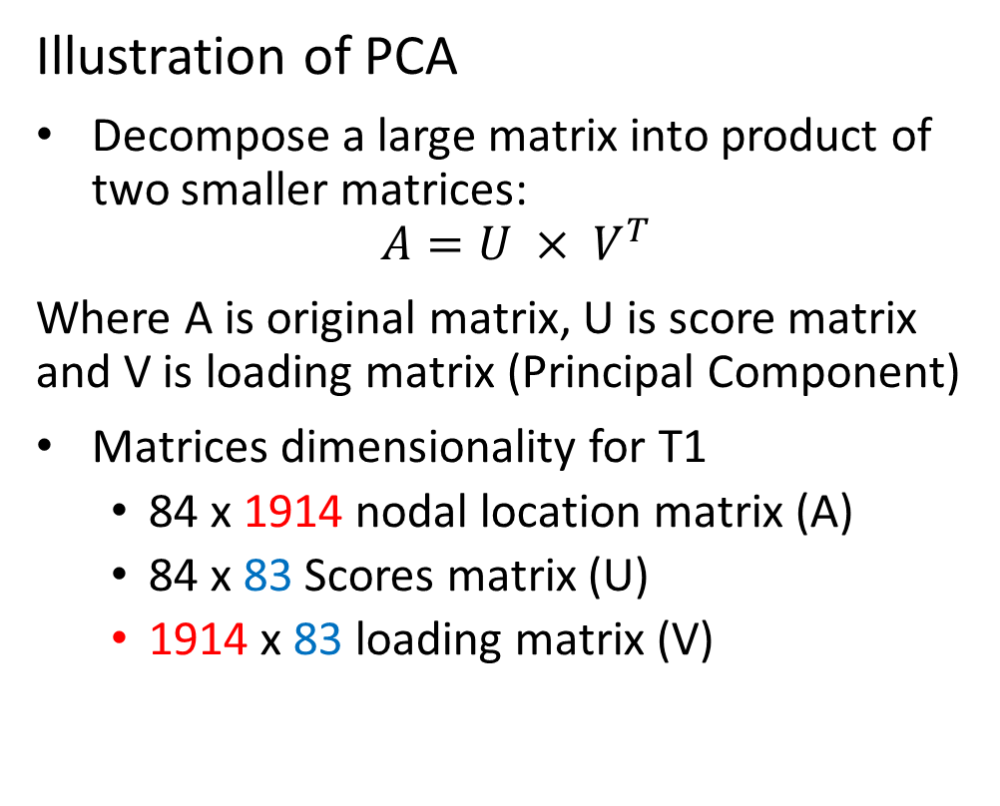 Illustration of PCA
• Decompose a large matrix into product of
two smaller matrices:
A = U × Vᵀ
Where A is original matrix, U is score matrix
and V is loading matrix (Principal Component)
• Matrices dimensionality for T1
• 84 x 1914 nodal location matrix (A)
• 84 x 83 Scores matrix (U)
• 1914 x 83 loading matrix (V)